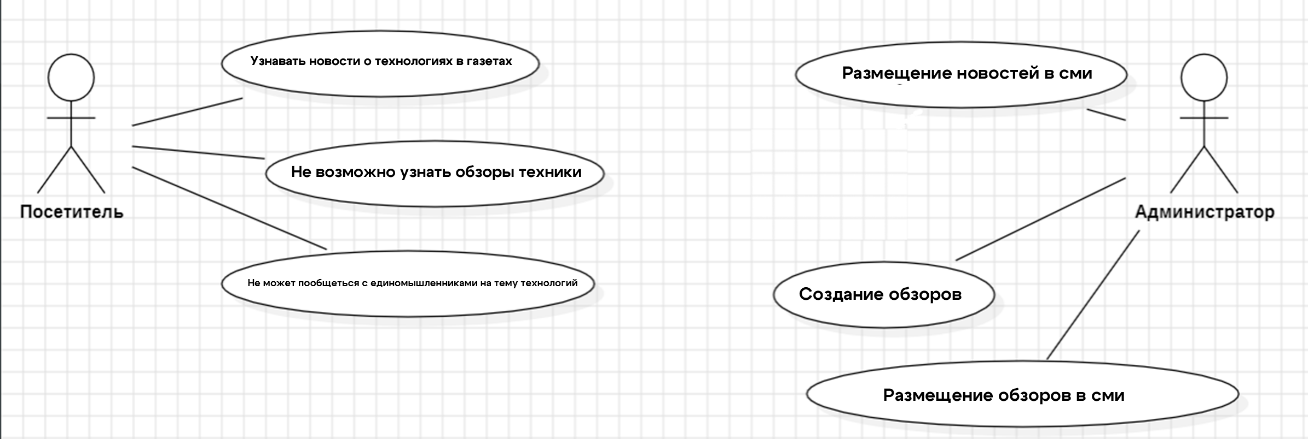 Узнавать новости о технологиях в газетах
Не возможно узнать обзоры техники
Посетитель
Не может пообщеться с единомышленниками на тему технологий
Размещение новостей в сми
Администратор
Создание обзоров
Размещение обзоров в сми